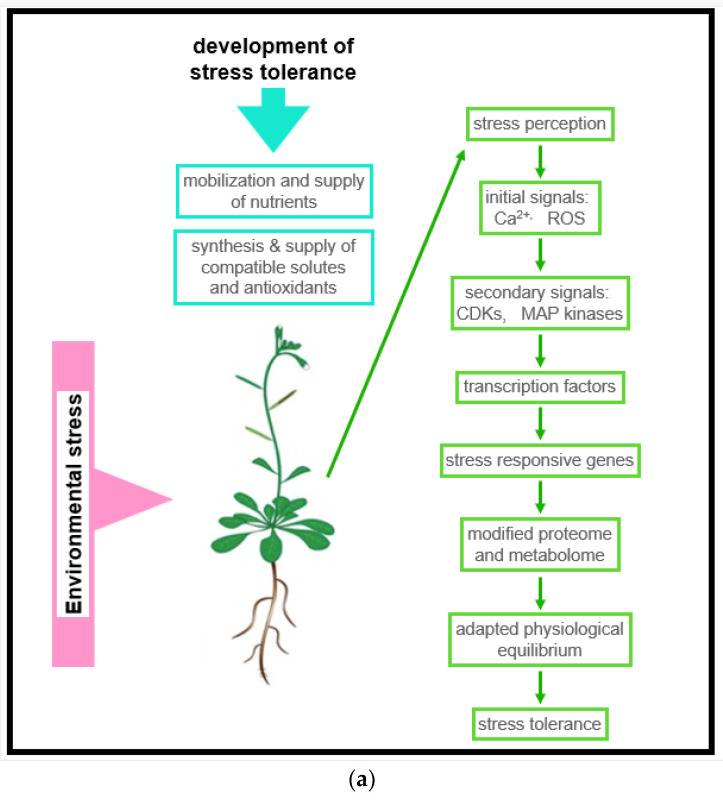 development of
stress tolerance
mobilization and supply
of nutrients
synthesis & supply of
compatible solutes
and antioxidants
Environmental stress
stress perception
initial signals:
Ca²⁺· ROS
secondary signals:
CDKs, MAP kinases
transcription factors
stress responsive genes
modified proteome
and metabolome
adapted physiological
equilibrium
stress tolerance
(a)